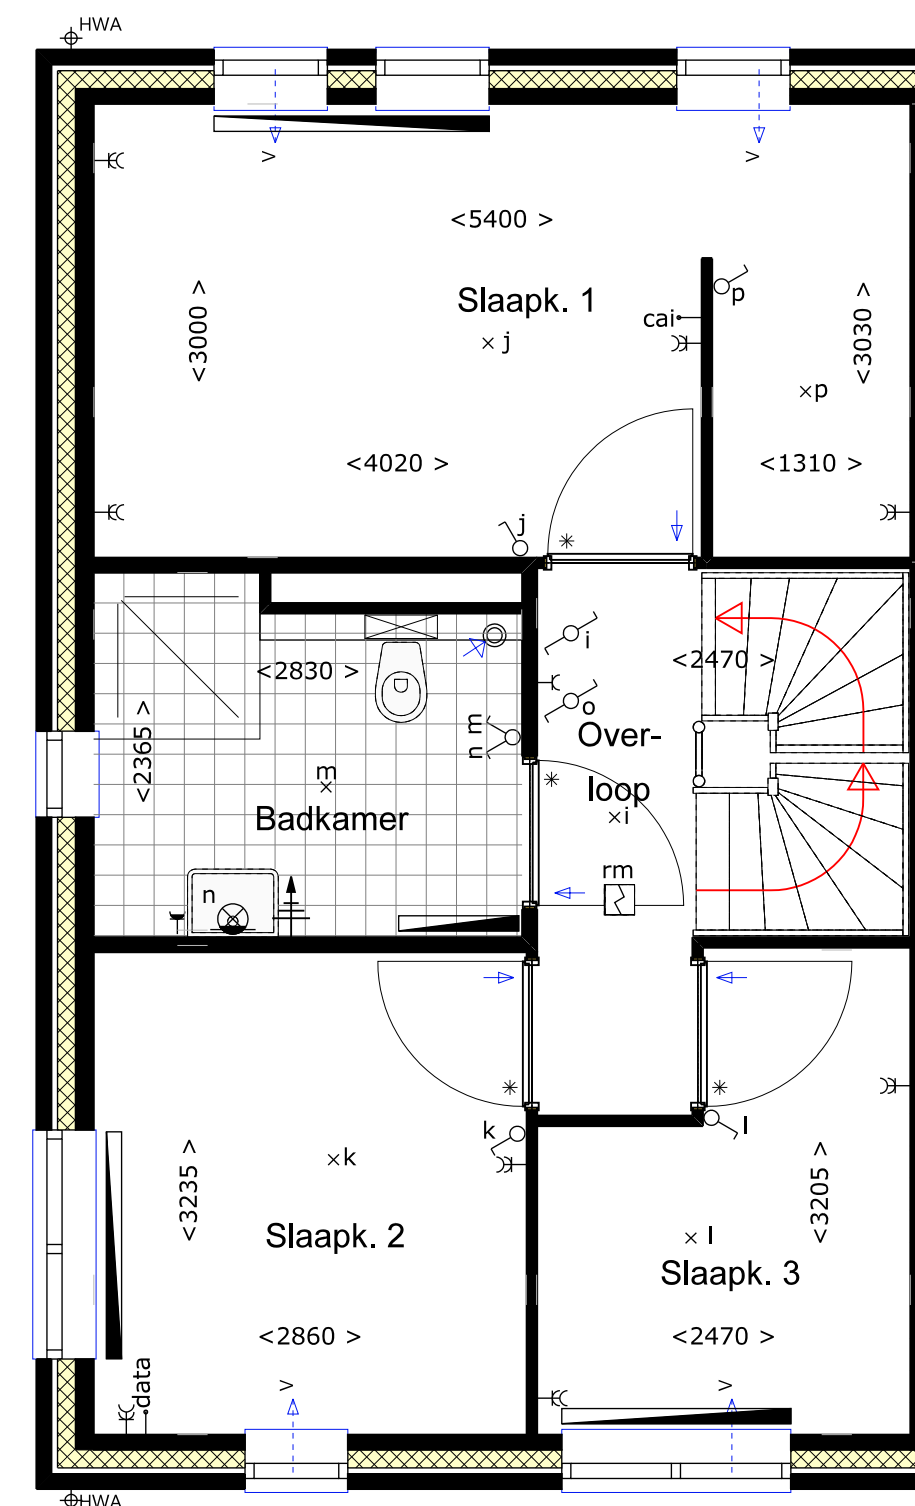 HWA
>
>
<5400 >
Slaapk. 1
<3000 >
p
cai
× j
<3030 >
×p
<4020 >
<1310 >
j
*
i
<2830 >
<2470 >
o
Over-
loop
n m
<2365 >
m
×
*
Badkamer
×i
rm
n
*
*
k
l
×k
<3235 >
<3205 >
Slaapk. 2
× l
Slaapk. 3
<2860 >
<2470 >
data
>
>
HWA